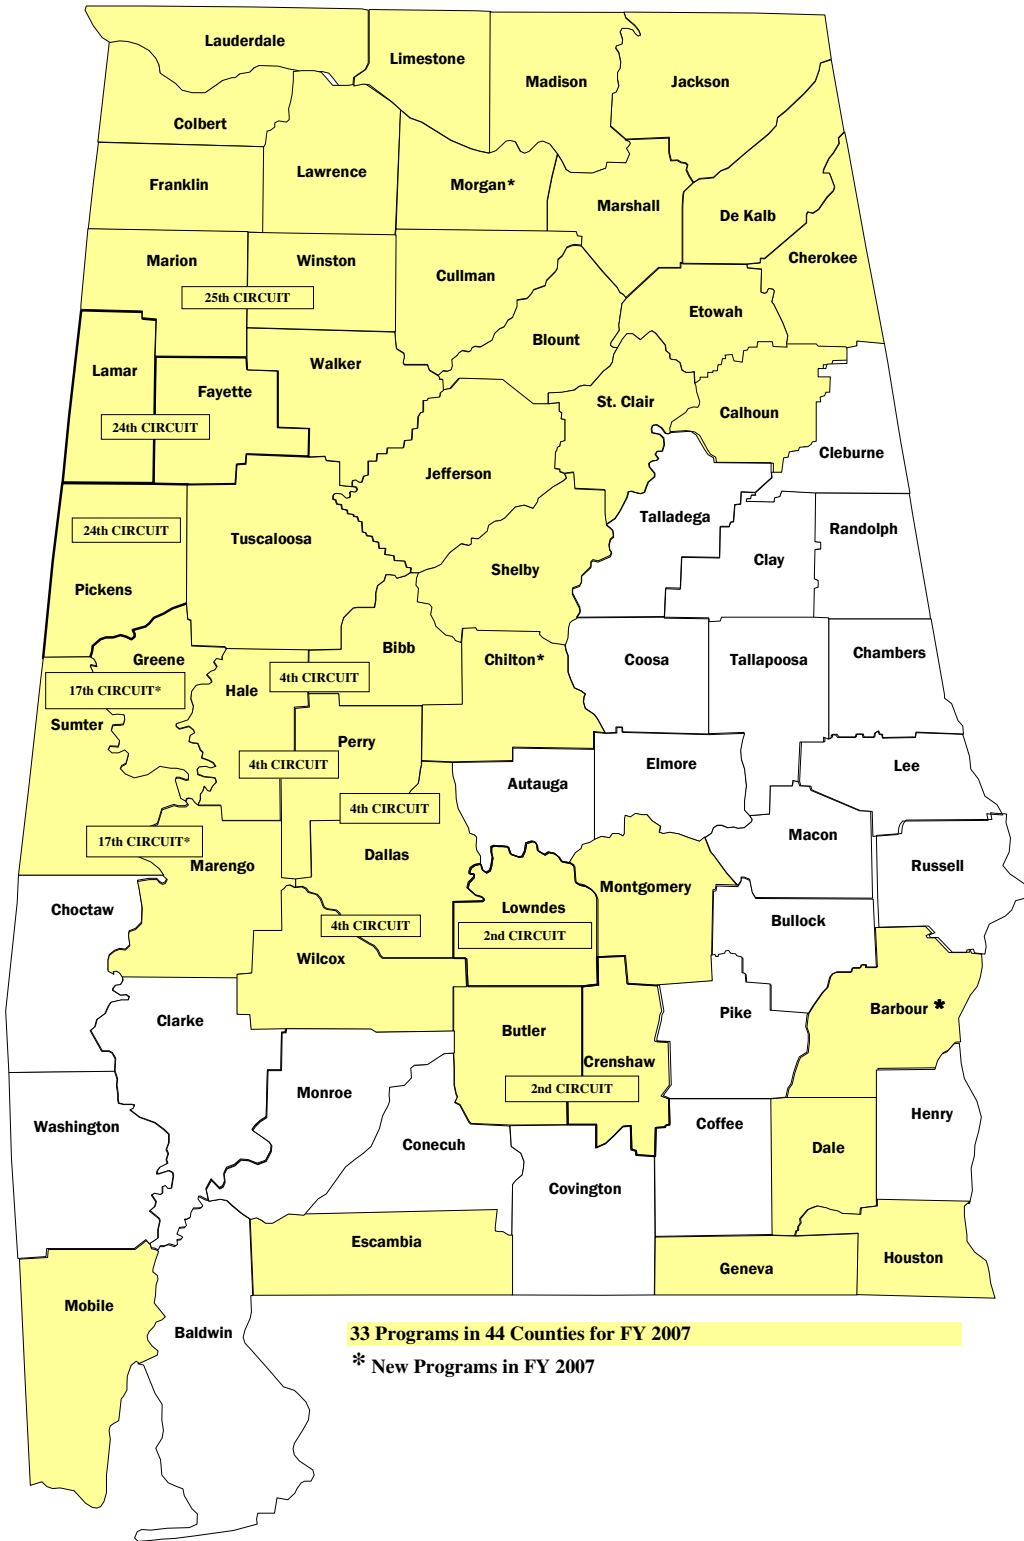 Lauderdale
Limestone
Madison
Jackson
Colbert
Lawrence
Franklin
Morgan*
Marshall
De Kalb
Cherokee
Marion
Winston
Cullman
25th CIRCUIT
Etowah
Blount
Lamar
Fayette
Walker
St. Clair
Calhoun
24th CIRCUIT
Cleburne
Jefferson
Talladega
Randolph
24th CIRCUIT
Tuscaloosa
Clay
Shelby
Pickens
Bibb
Greene
Chilton*
Coosa
Tallapoosa
Chambers
17th CIRCUIT*
Hale
4th CIRCUIT
Sumter
Perry
4th CIRCUIT
Elmore
Lee
Autauga
4th CIRCUIT
17th CIRCUIT*
Macon
Marengo
Dallas
Russell
Montgomery
Choctaw
Lowndes
Bullock
4th CIRCUIT
2nd CIRCUIT
Wilcox
Clarke
Butler
Pike
Barbour *
Crenshaw
Monroe
2nd CIRCUIT
Washington
Conecuh
Coffee
Henry
Dale
Covington
Escambia
Geneva
Houston
Mobile
Baldwin
33 Programs in 44 Counties for FY 2007
* New Programs in FY 2007